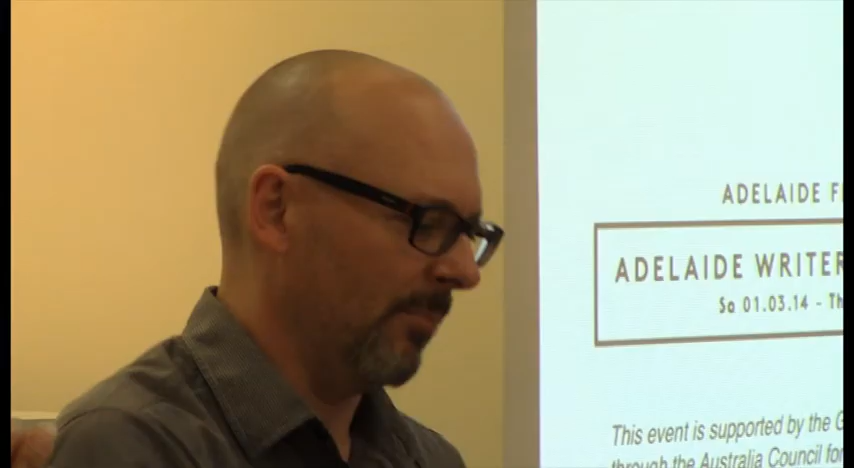 ADELAIDE F
ADELAIDE WRITER
Sa 01.03.14 - Th
This event is supported by the G
through the Australia Council for